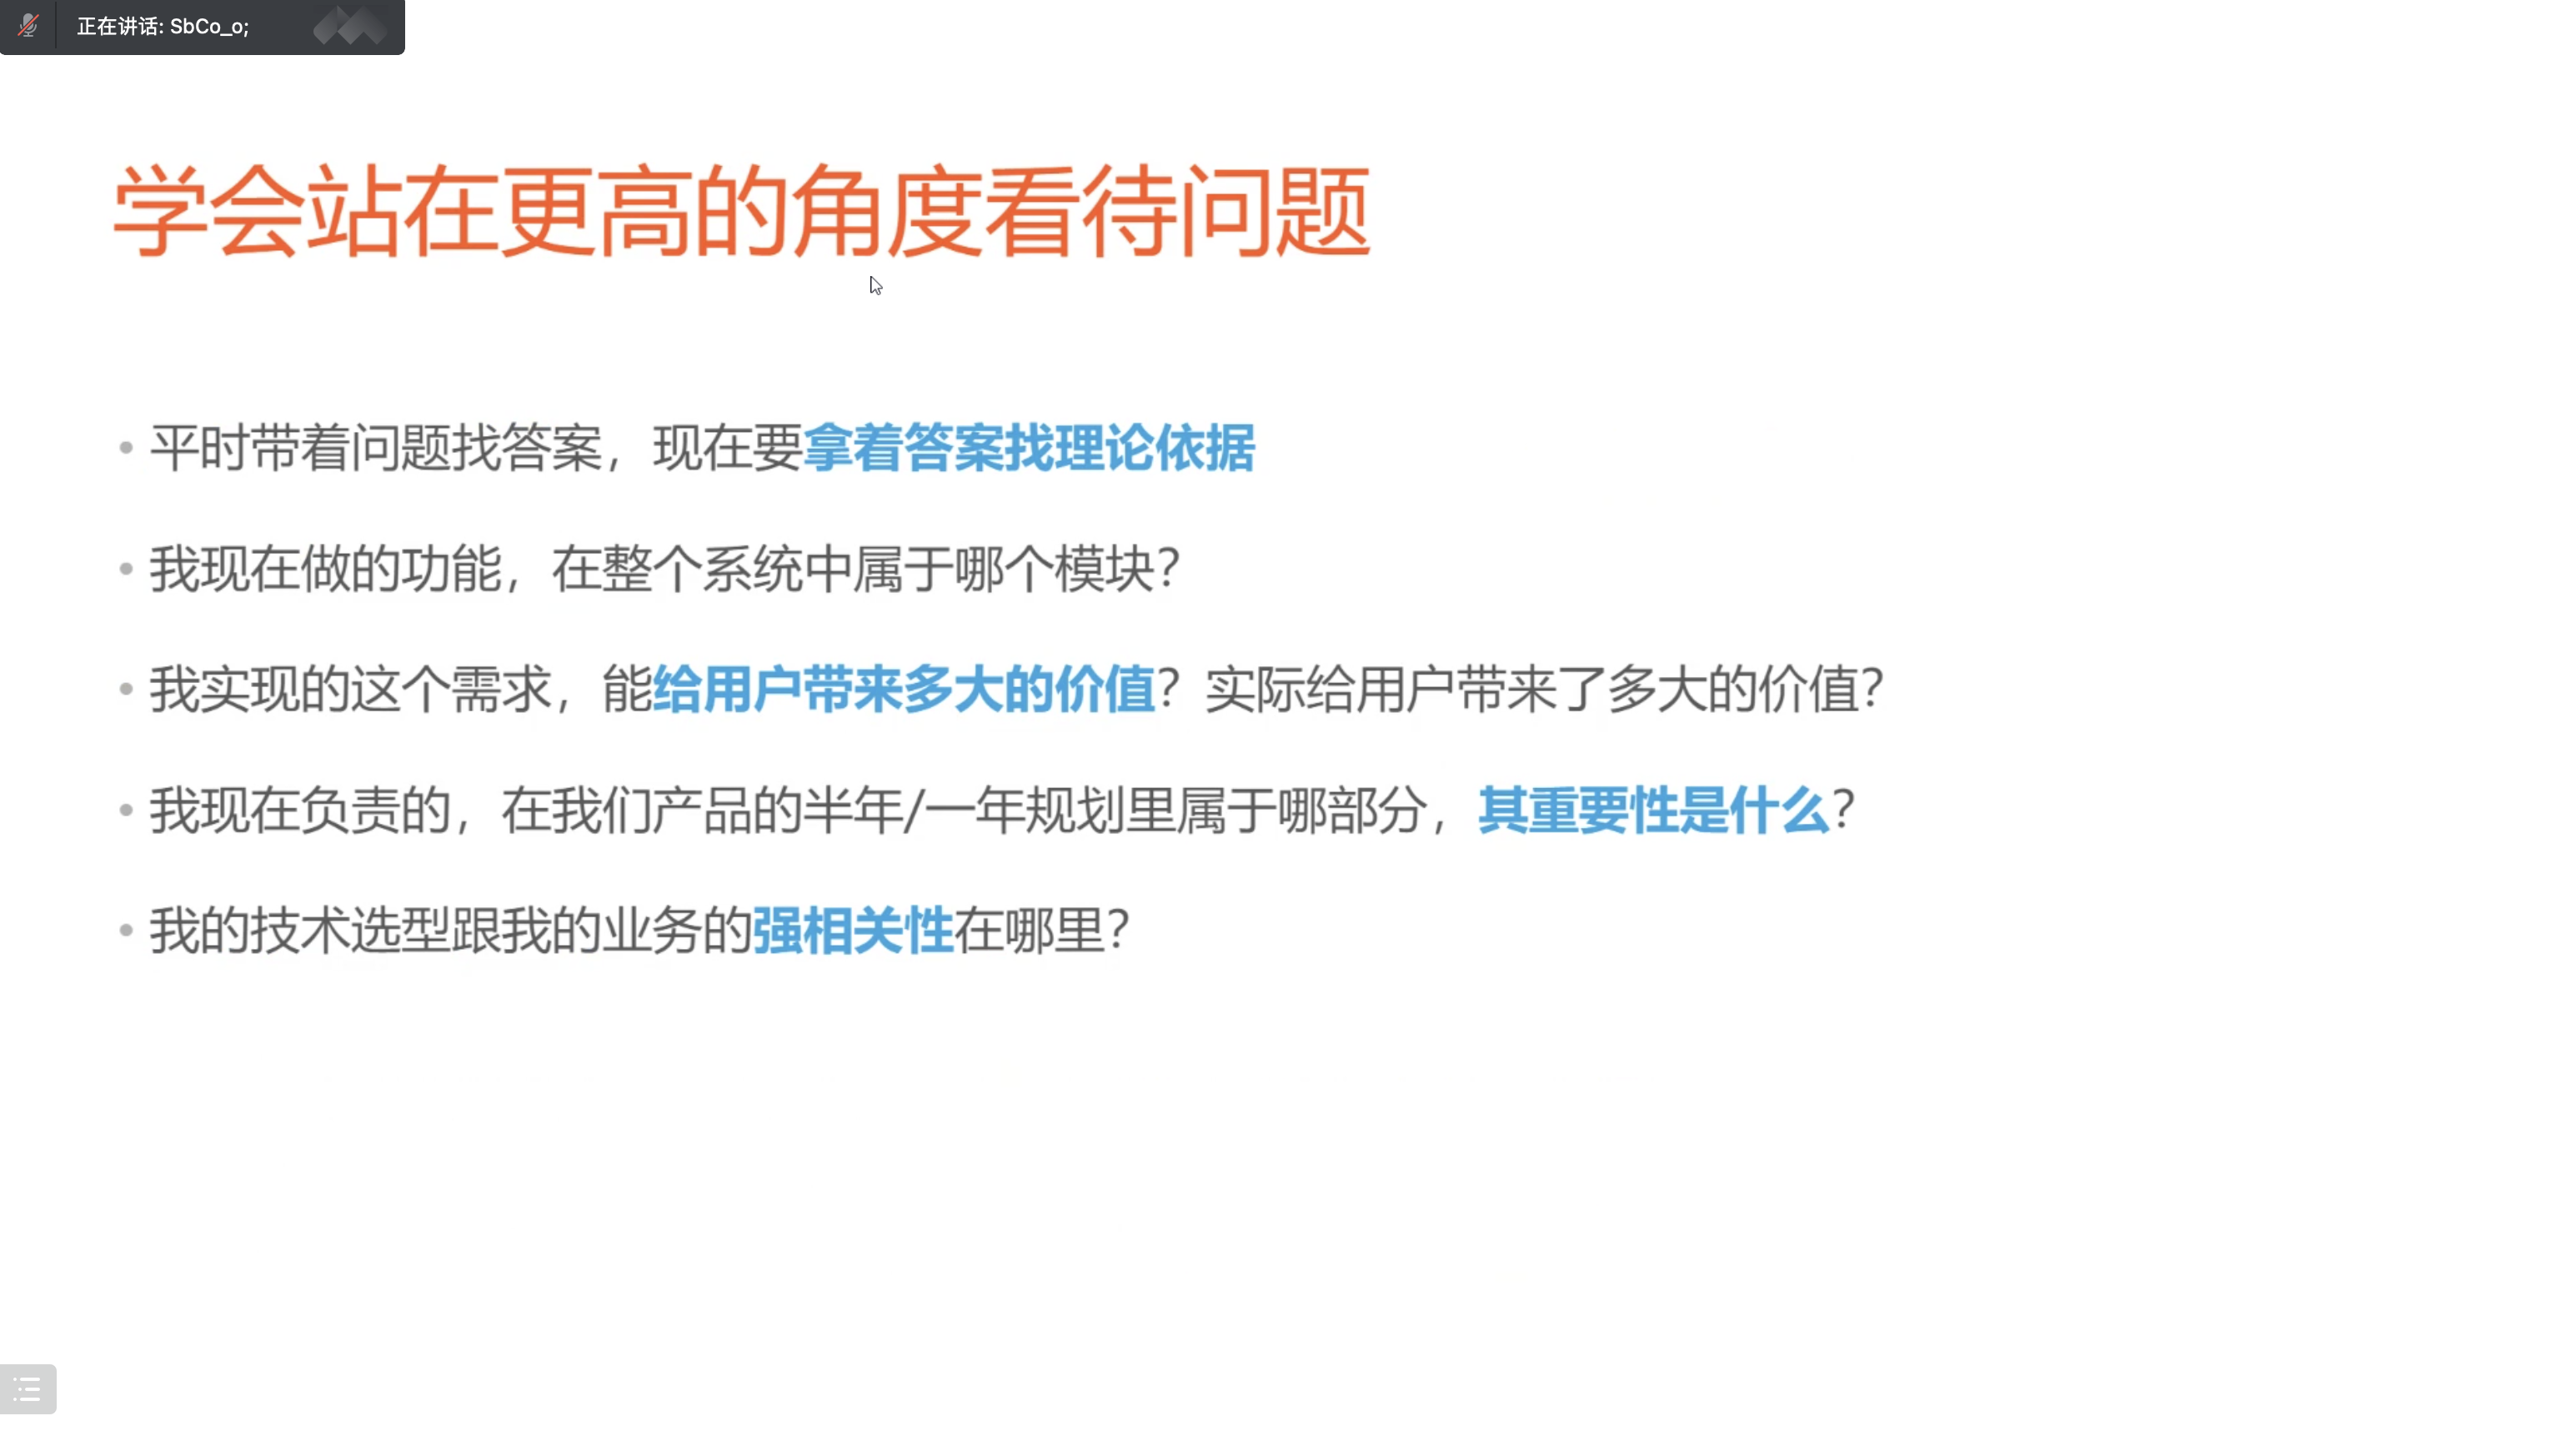 正在讲话: SbCo_o;
学会站在更高的角度看待问题
平时带着问题找答案，现在要拿着答案找理论依据
我现在做的功能，在整个系统中属于哪个模块？
我实现的这个需求，能给用户带来多大的价值？实际给用户带来了多大的价值？
我现在负责的，在我们产品的半年/一年规划里属于哪部分，其重要性是什么？
我的技术选型跟我的业务的强相关性在哪里？